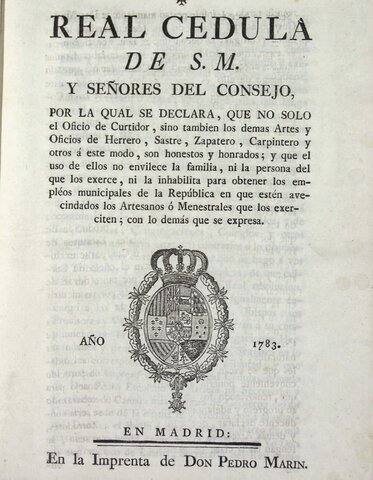 REAL CEDULA
DE S. M.
Y SEÑORES DEL CONSEJO,
POR LA QUAL SE DECLARA, QUE NO SOLO
el Oficio de Curtidor, sino tambien los demas Artes y
Oficios de Herrero, Sastre, Zapatero, Carpintero y
otros á este modo, son honestos y honrados; y que el
uso de ellos no envilece la familia, ni la persona del
que los exerce, ni la inhabilita para obtener los em-
pléos municipales de la República en que estén ave-
cindados los Artesanos ó Menestrales que los exer-
citen; con lo demás que se expresa.
AÑO 1783.
EN MADRID:
En la Imprenta de DON PEDRO MARIN.